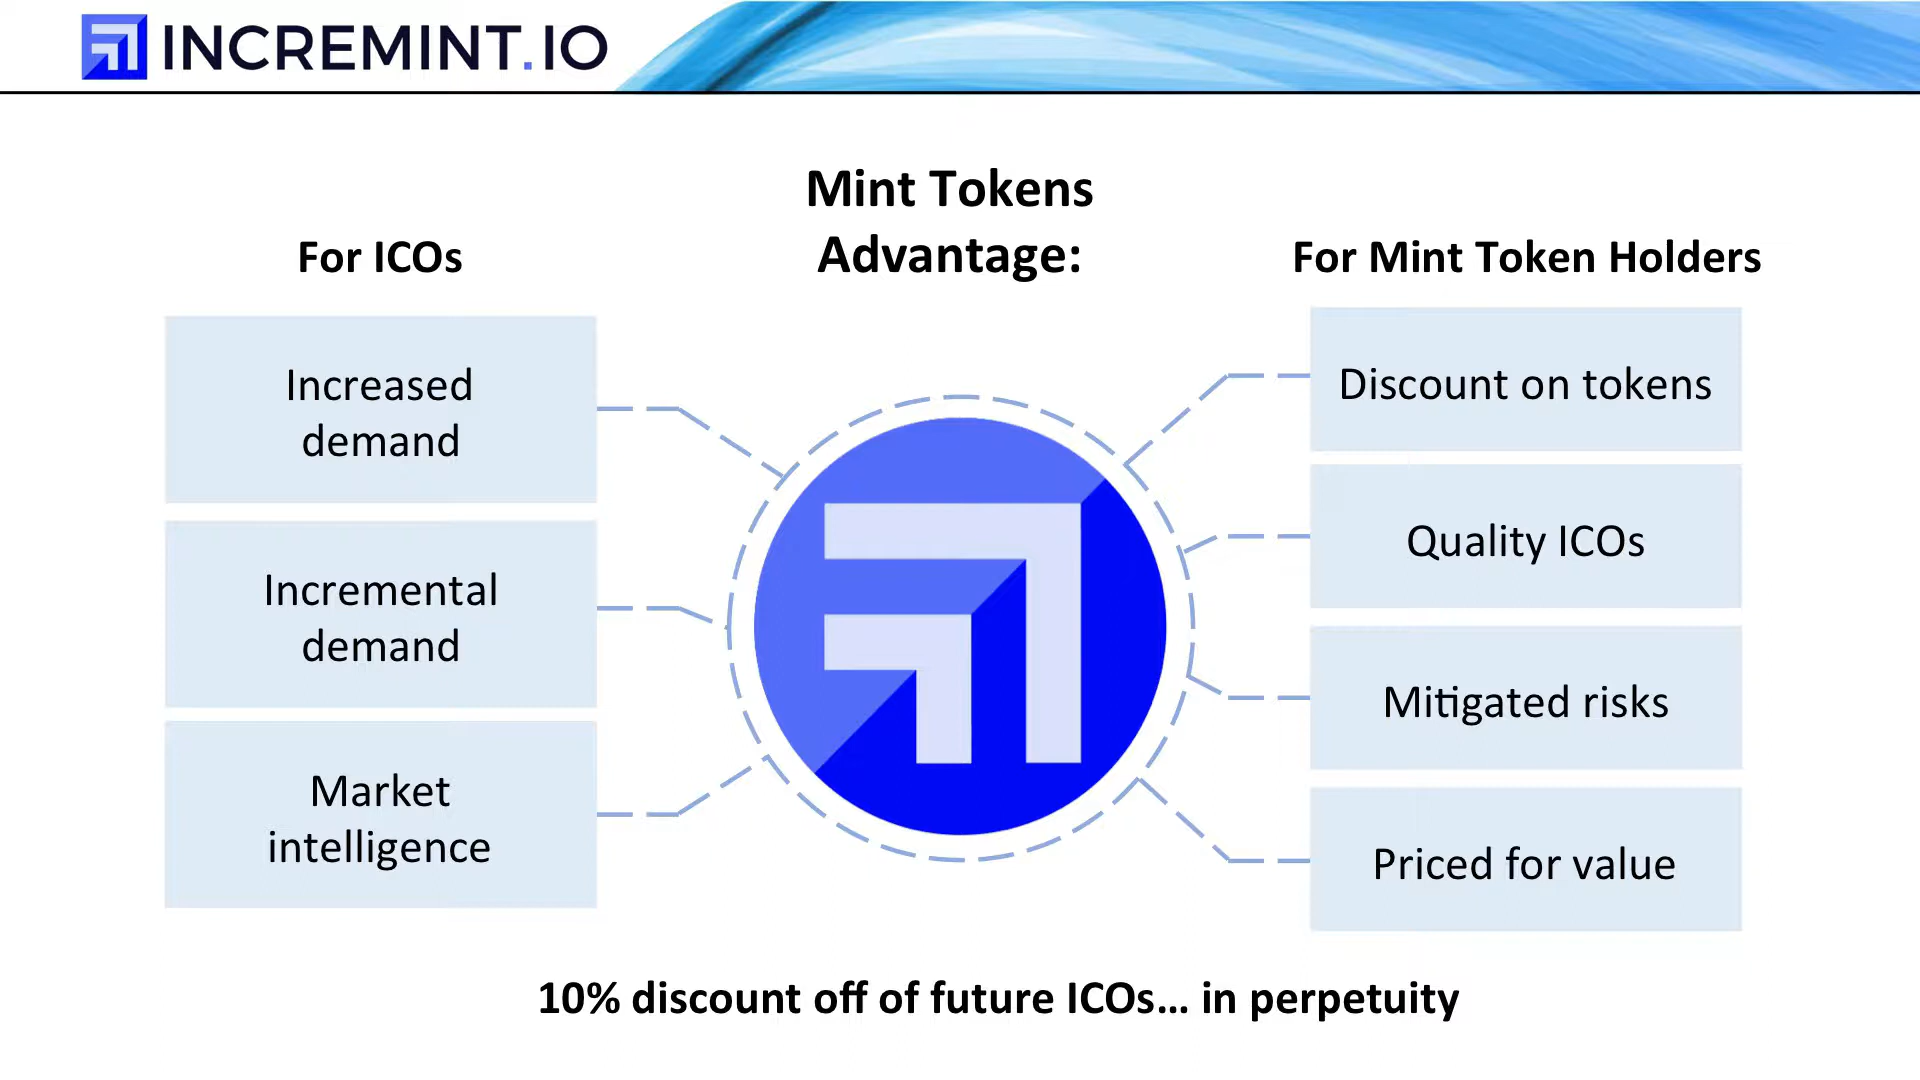 INCREMINT.IO
Mint Tokens
Advantage:
For ICOs
Increased
demand
Incremental
demand
Market
intelligence
For Mint Token Holders
Discount on tokens
Quality ICOs
Mitigated risks
Priced for value
10% discount off of future ICOs... in perpetuity